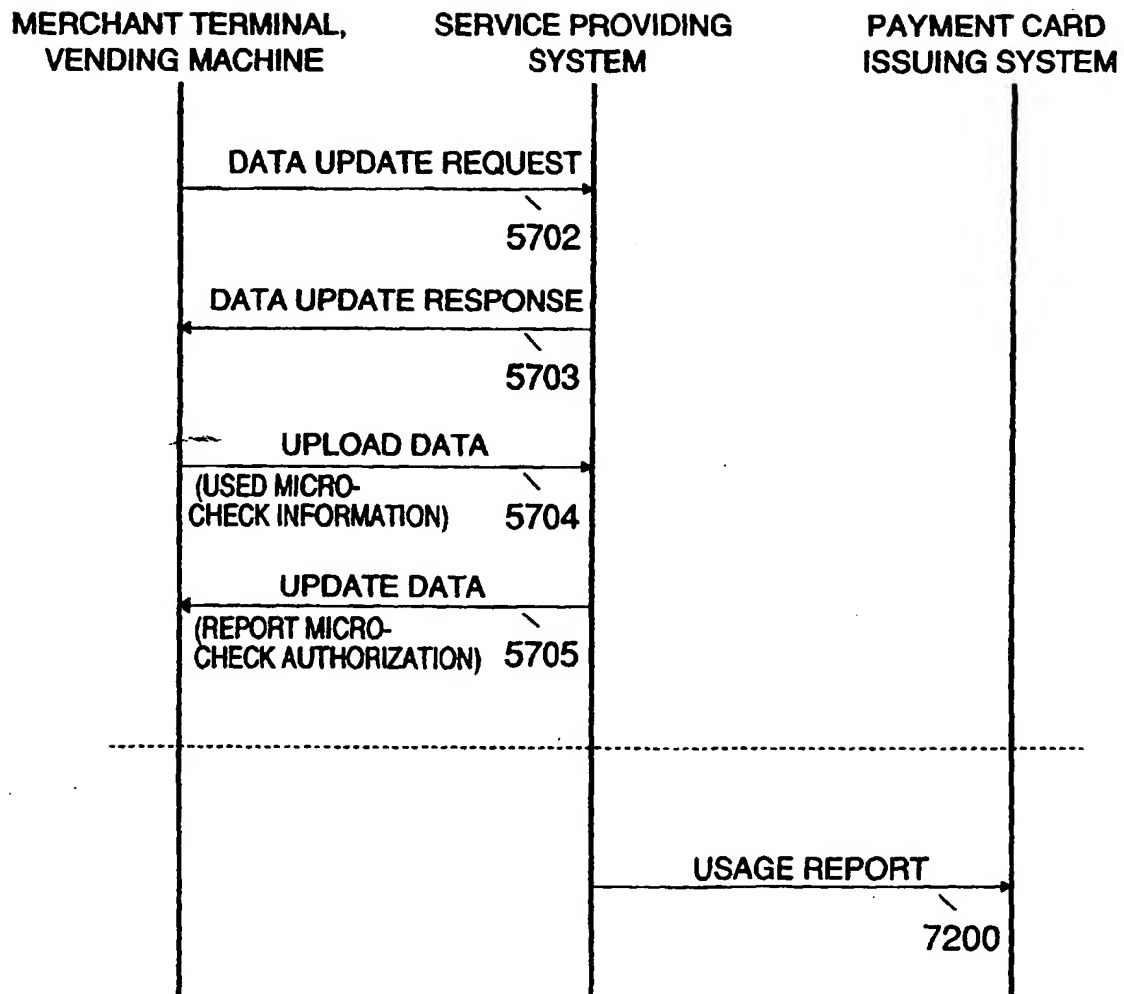 MERCHANT TERMINAL,
VENDING MACHINE
SERVICE PROVIDING
SYSTEM
PAYMENT CARD
ISSUING SYSTEM
DATA UPDATE REQUEST
5702
DATA UPDATE RESPONSE
5703
UPLOAD DATA
(USED MICRO-
CHECK INFORMATION)
5704
UPDATE DATA
(REPORT MICRO-
CHECK AUTHORIZATION)
5705
USAGE REPORT
7200